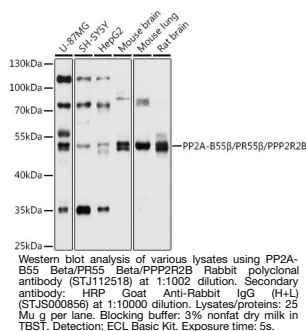 U-87MG
SH-SY5Y
HepG2
Mouse brain
Mouse lung
Rat brain
130kDa
100kDa
70kDa
55kDa
40kDa
35kDa
25kDa
PP2A-B55β/PR55β/PPP2R2B
Western blot analysis of various lysates using PP2A-
B55 Beta/PR55 Beta/PPP2R2B Rabbit polyclonal
antibody (STJ112518) at 1:1002 dilution. Secondary
antibody: HRP Goat Anti-Rabbit IgG (H+L)
(STJS000856) at 1:10000 dilution. Lysates/proteins: 25
Mu g per lane. Blocking buffer: 3% nonfat dry milk in
TBST. Detection: ECL Basic Kit. Exposure time: 5s.